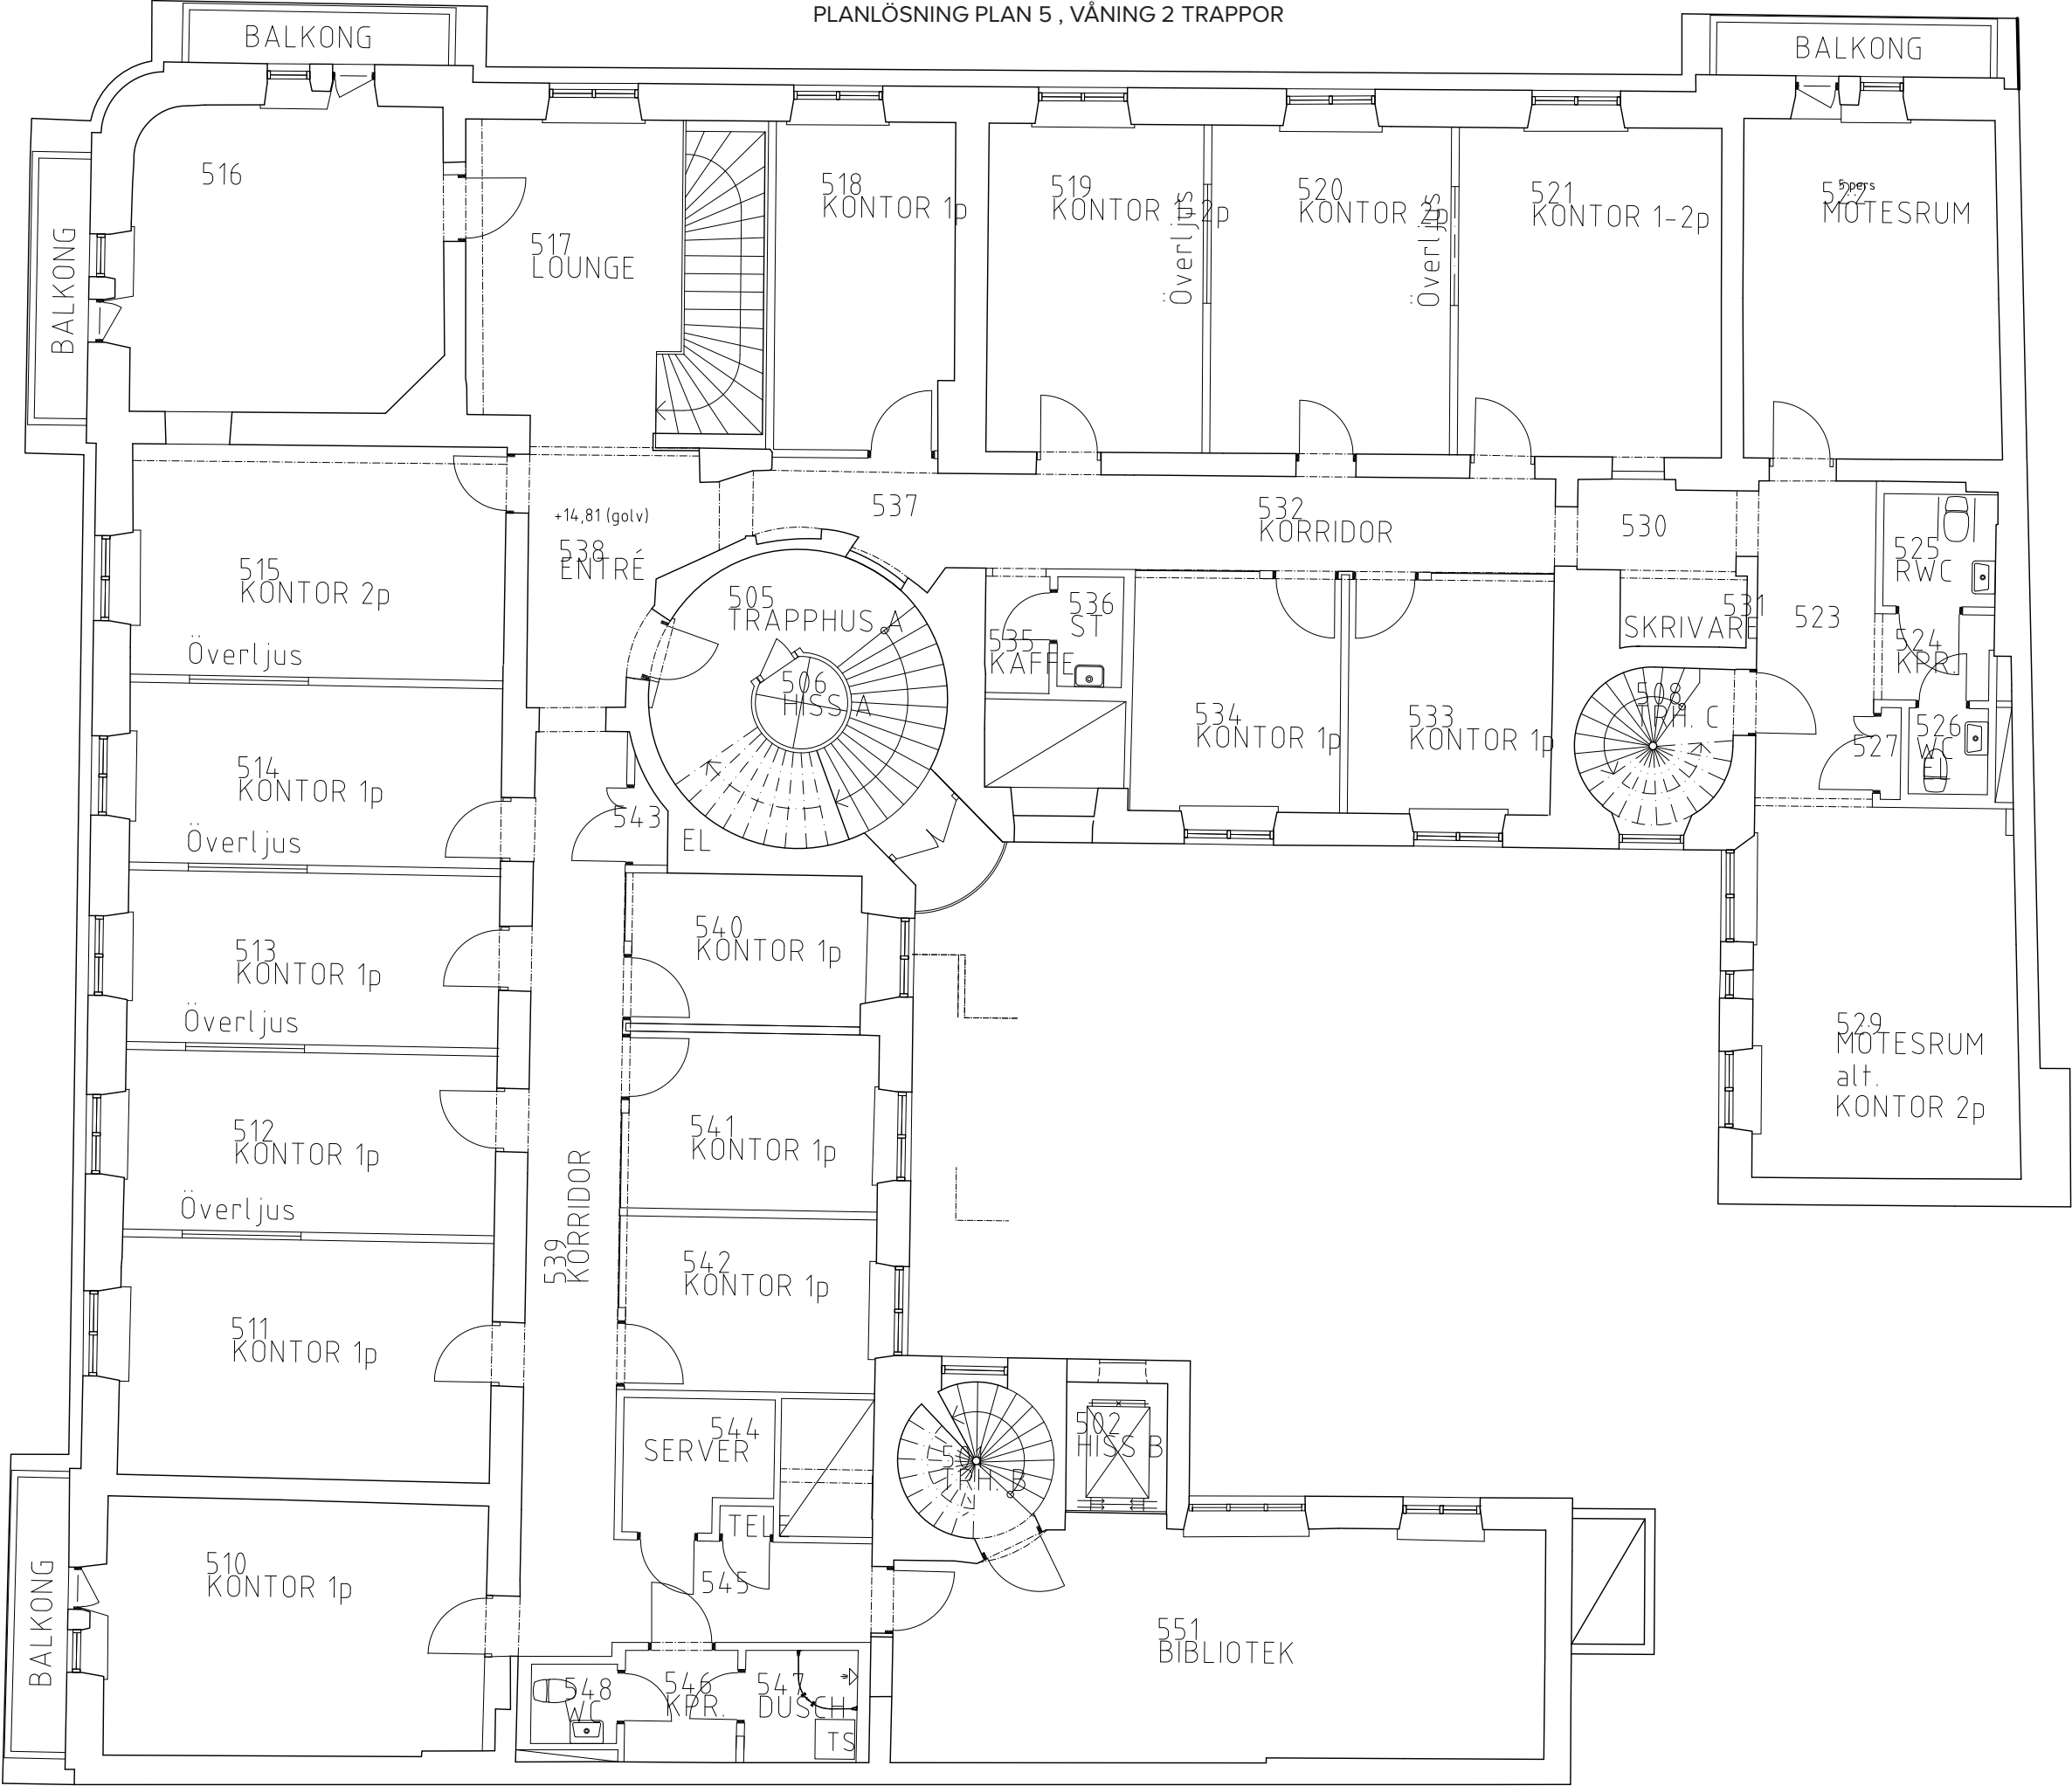 PLANLÖSNING PLAN 5 , VÅNING 2 TRAPPOR
BALKONG
BALKONG
516
BALKONG
517
LOUNGE
518
KONTOR 1p
519
KONTOR 1-2p
Överljus
520
KONTOR 2p
Överljus
521
KONTOR 1-2p
5 pers
522
MÖTESRUM
+14,81 (golv)
538
ENTRÉ
537
532
KORRIDOR
530
525
RWC
515
KONTOR 2p
Överljus
505
TRAPPHUS A
506
HISS A
535
KAFFE
536
ST
531
SKRIVARE
523
524
KPR.
534
KONTOR 1p
533
KONTOR 1p
508
TRH. C
527
526
WC
EL
514
KONTOR 1p
Överljus
543
EL
513
KONTOR 1p
Överljus
540
KONTOR 1p
529
MÖTESRUM
alt.
KONTOR 2p
512
KONTOR 1p
Överljus
541
KONTOR 1p
539
KORRIDOR
542
KONTOR 1p
511
KONTOR 1p
544
SERVER
TRH. B
502
HISS B
TEL
545
510
KONTOR 1p
BALKONG
551
BIBLIOTEK
548
WC
546
KPR.
547
DUSCH
TS